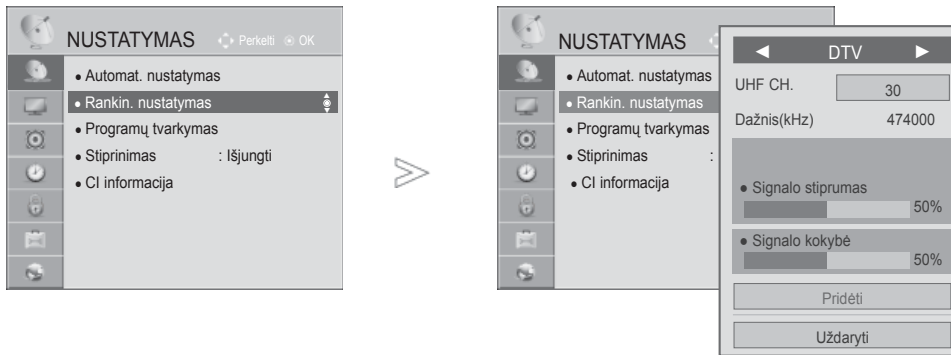 NUSTATYMAS Perkelti OK
• Automat. nustatymas
• Rankin. nustatymas
• Programų tvarkymas
• Stiprinimas : Išjungti
• CI informacija
NUSTATYMAS
• Automat. nustatymas
• Rankin. nustatymas
• Programų tvarkymas
• Stiprinimas :
• CI informacija
◄ DTV ►
UHF CH. 30
Dažnis(kHz) 474000
• Signalo stiprumas
50%
• Signalo kokybė
50%
Pridėti
Uždaryti